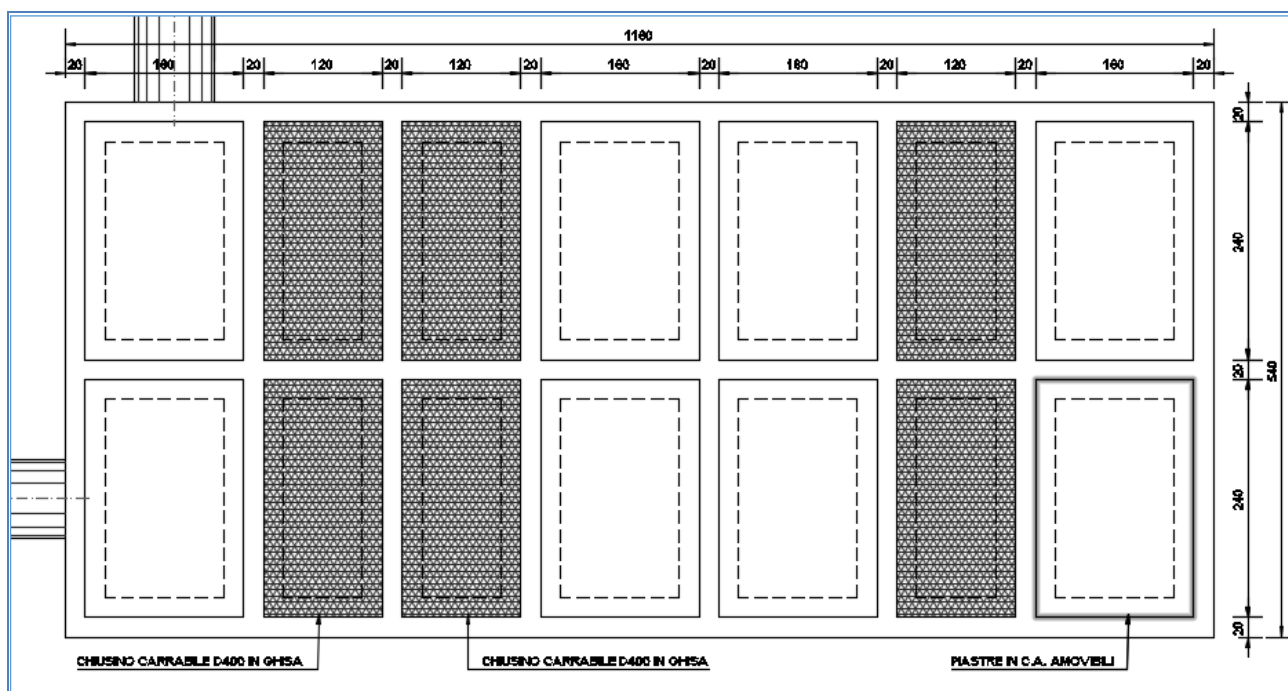 1160
20 160 20 120 20 120 20 160 20 160 20 120 20 160 20
20
240
20
540
240
20
CHIUSINO CARRABILE D400 IN GHISA
CHIUSINO CARRABILE D400 IN GHISA
PIASTRE IN C.A. AMOVIBILI